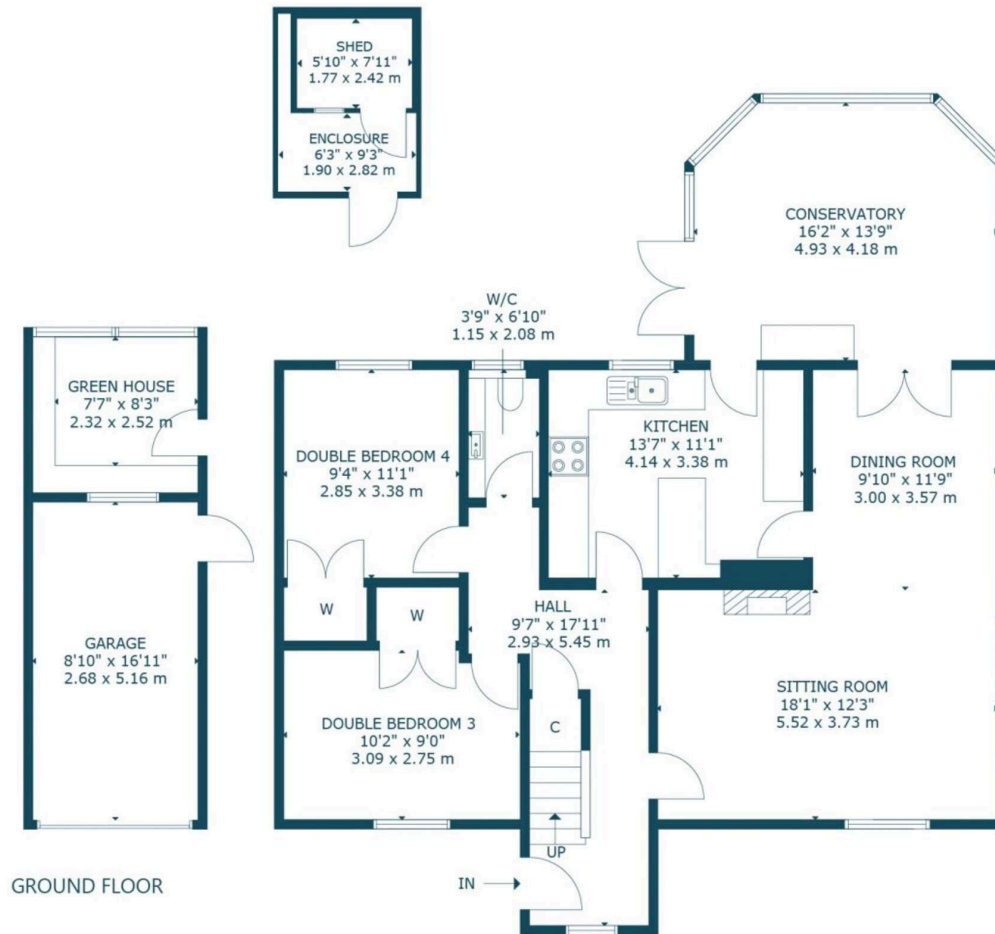 SHED
5'10" x 7'11"
1.77 x 2.42 m
ENCLOSURE
6'3" x 9'3"
1.90 x 2.82 m
CONSERVATORY
16'2" x 13'9"
4.93 x 4.18 m
W/C
3'9" x 6'10"
1.15 x 2.08 m
GREEN HOUSE
7'7" x 8'3"
2.32 x 2.52 m
DOUBLE BEDROOM 4
9'4" x 11'1"
2.85 x 3.38 m
KITCHEN
13'7" x 11'1"
4.14 x 3.38 m
DINING ROOM
9'10" x 11'9"
3.00 x 3.57 m
W
W
HALL
9'7" x 17'11"
2.93 x 5.45 m
GARAGE
8'10" x 16'11"
2.68 x 5.16 m
SITTING ROOM
18'1" x 12'3"
5.52 x 3.73 m
DOUBLE BEDROOM 3
10'2" x 9'0"
3.09 x 2.75 m
C
UP
IN
GROUND FLOOR